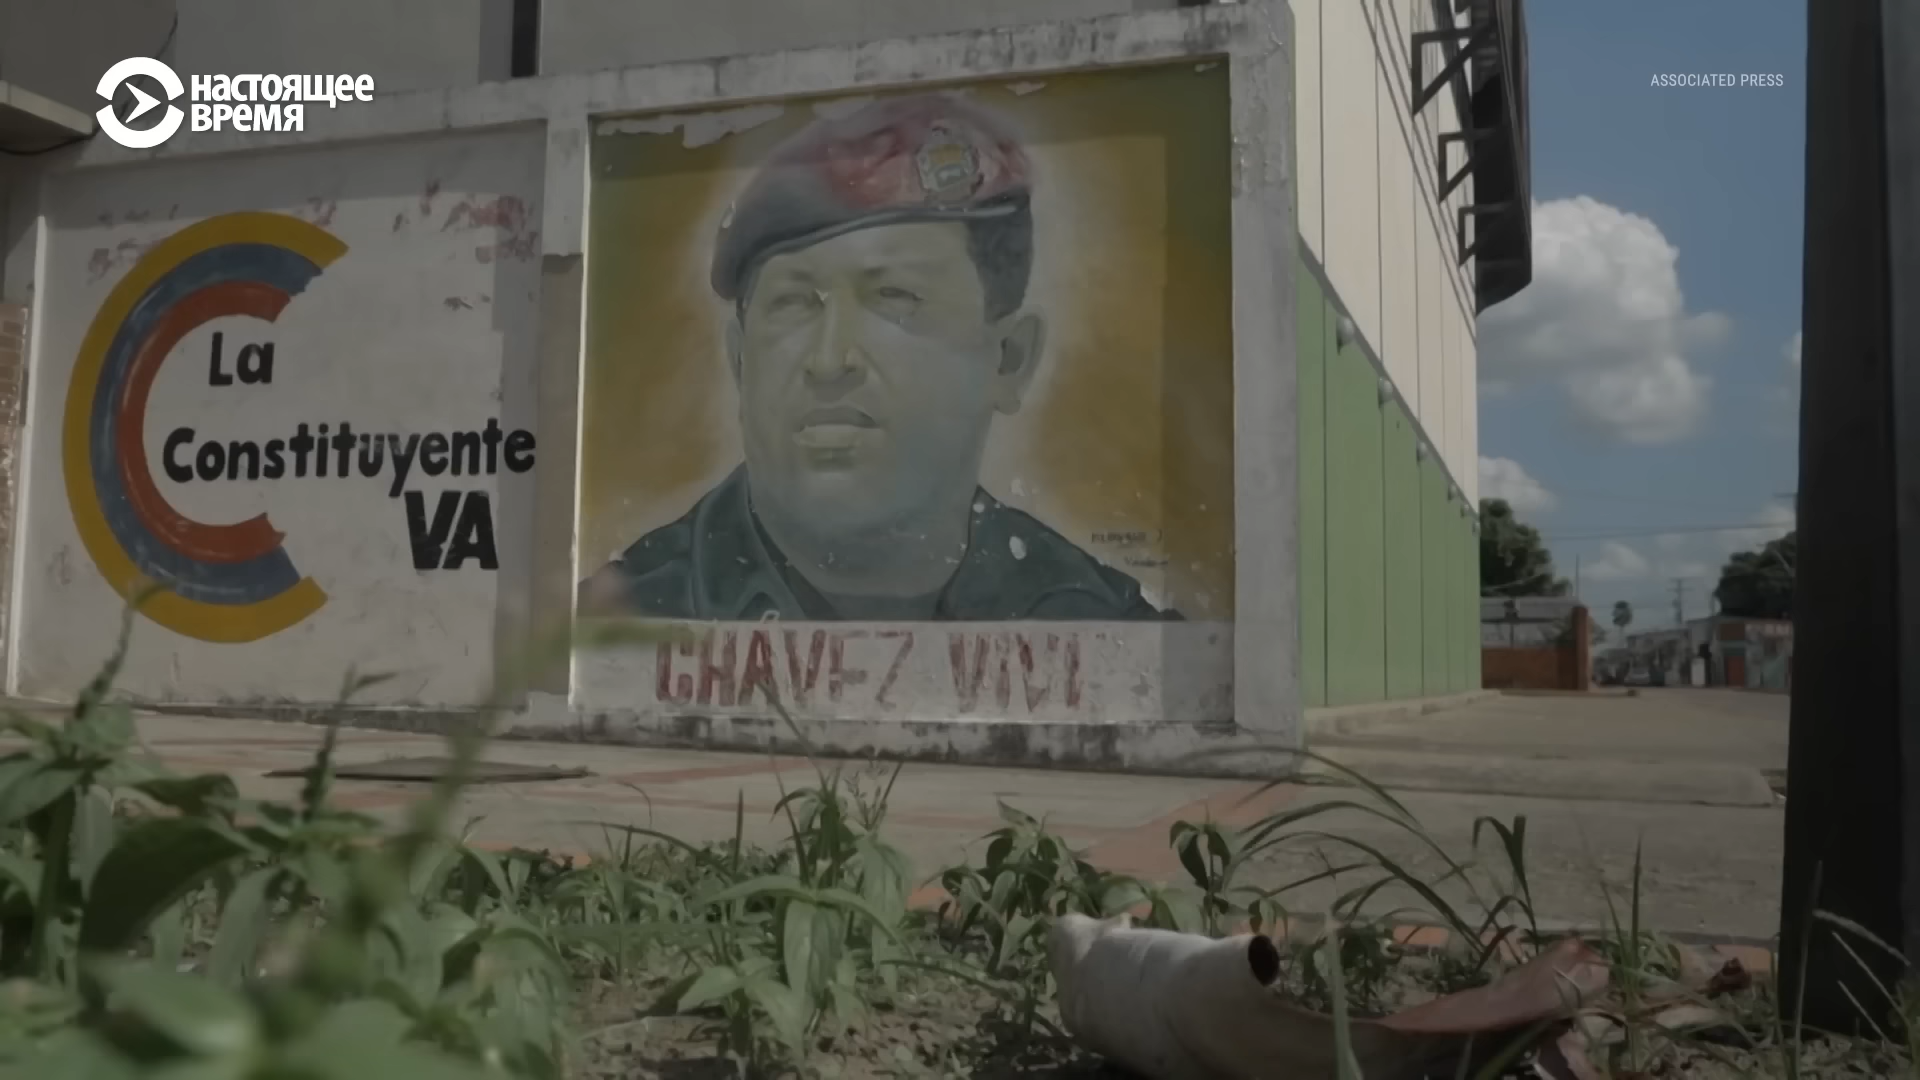 НАСТОЯЩЕЕ
ВРЕМЯ
ASSOCIATED PRESS
La
Constituyente
VA
CHÁVEZ VIVE